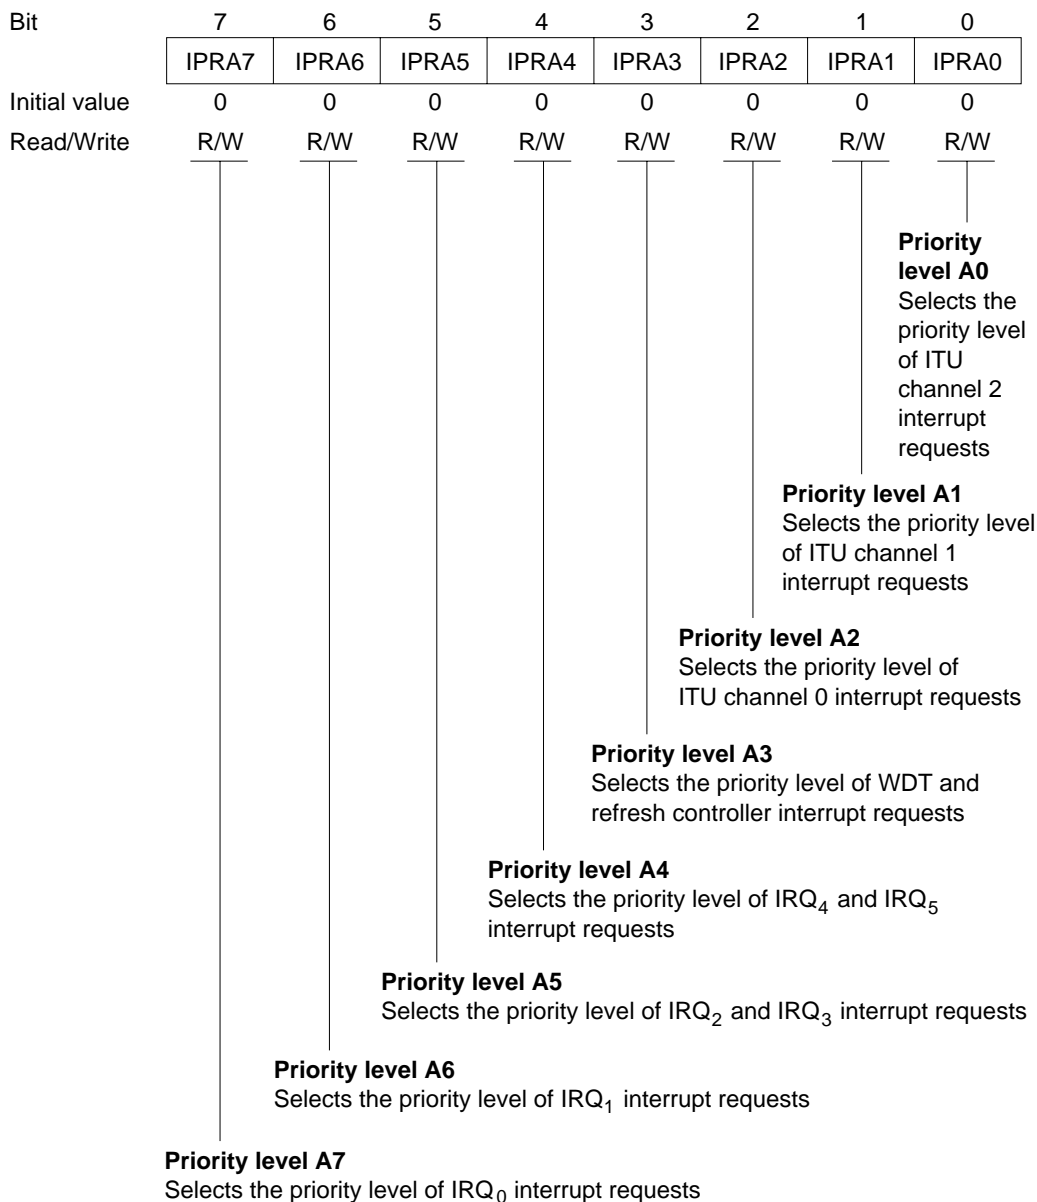 Bit 7 6 5 4 3 2 1 0
IPRA7 IPRA6 IPRA5 IPRA4 IPRA3 IPRA2 IPRA1 IPRA0
Initial value 0 0 0 0 0 0 0 0
Read/Write R/W R/W R/W R/W R/W R/W R/W R/W
Priority
level A0
Selects the
priority level
of ITU
channel 2
interrupt
requests
Priority level A1
Selects the priority level
of ITU channel 1
interrupt requests
Priority level A2
Selects the priority level of
ITU channel 0 interrupt requests
Priority level A3
Selects the priority level of WDT and
refresh controller interrupt requests
Priority level A4
Selects the priority level of IRQ4 and IRQ5
interrupt requests
Priority level A5
Selects the priority level of IRQ2 and IRQ3 interrupt requests
Priority level A6
Selects the priority level of IRQ1 interrupt requests
Priority level A7
Selects the priority level of IRQ0 interrupt requests